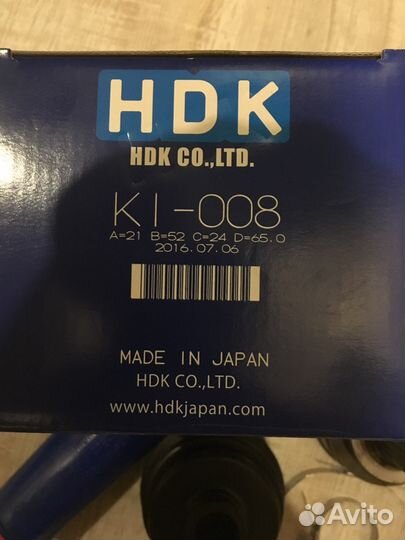 HDK
HDK CO.,LTD.
KI-008
A=21 B=52 C=24 D=65.0
2016.07.06
MADE IN JAPAN
HDK CO.,LTD.
www.hdkjapan.com
Avito